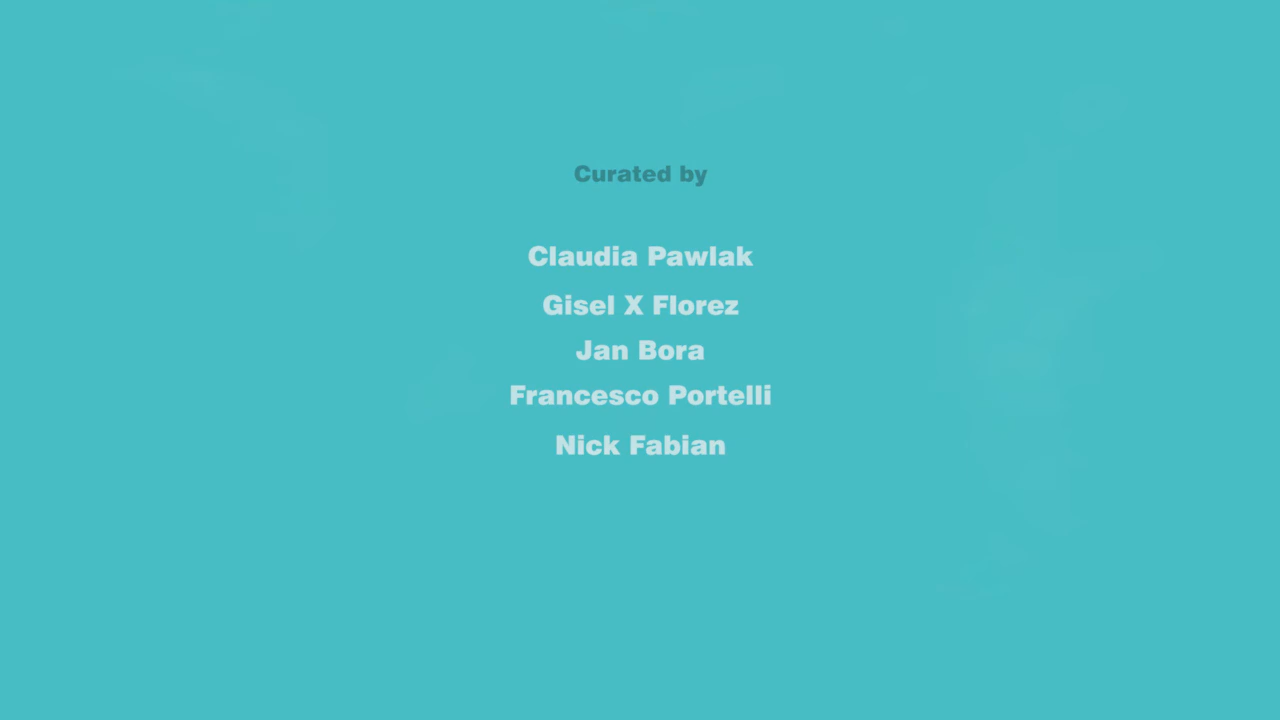 Curated by
Claudia Pawlak
Gisel X Florez
Jan Bora
Francesco Portelli
Nick Fabian